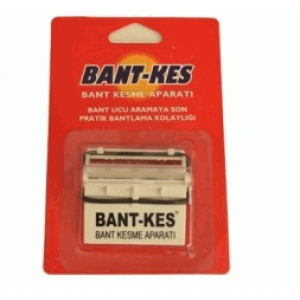 BANT-KES
BANT KESME APARATI
BANT UCU ARAMAYA SON
PRATİK BANTLAMA KOLAYLIĞI
BANT-KES®
BANT KESME APARATI